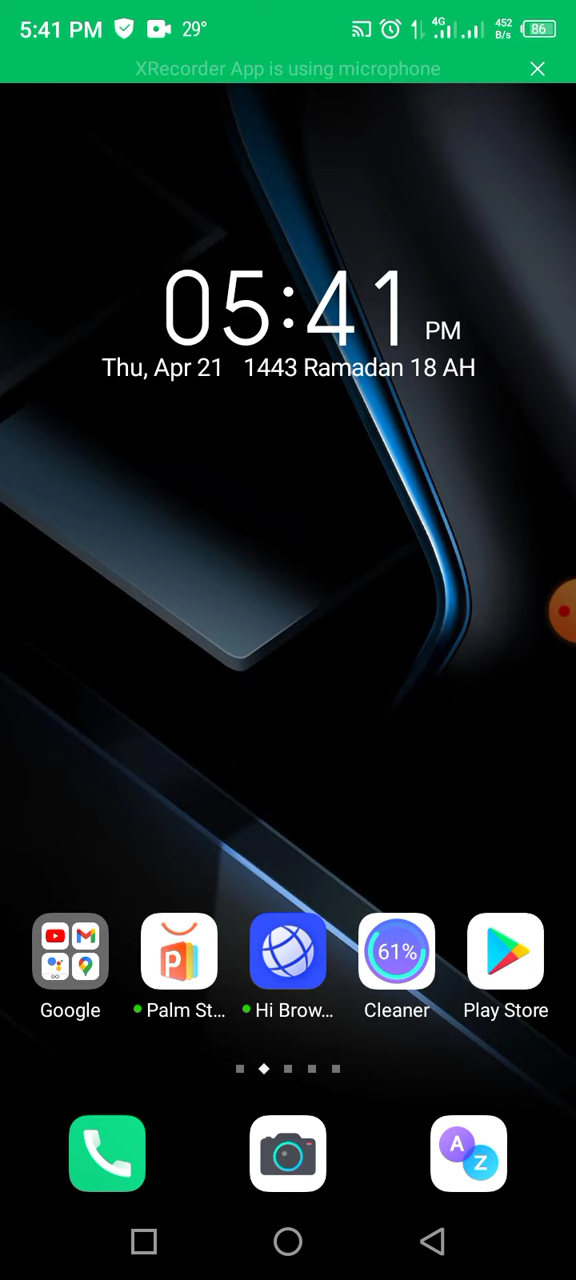 5:41 PM 29° 4G 452 B/s 86
XRecorder App is using microphone
05:41 PM
Thu, Apr 21 1443 Ramadan 18 AH
P 61%
Google Palm St... Hi Brow... Cleaner Play Store
A Z